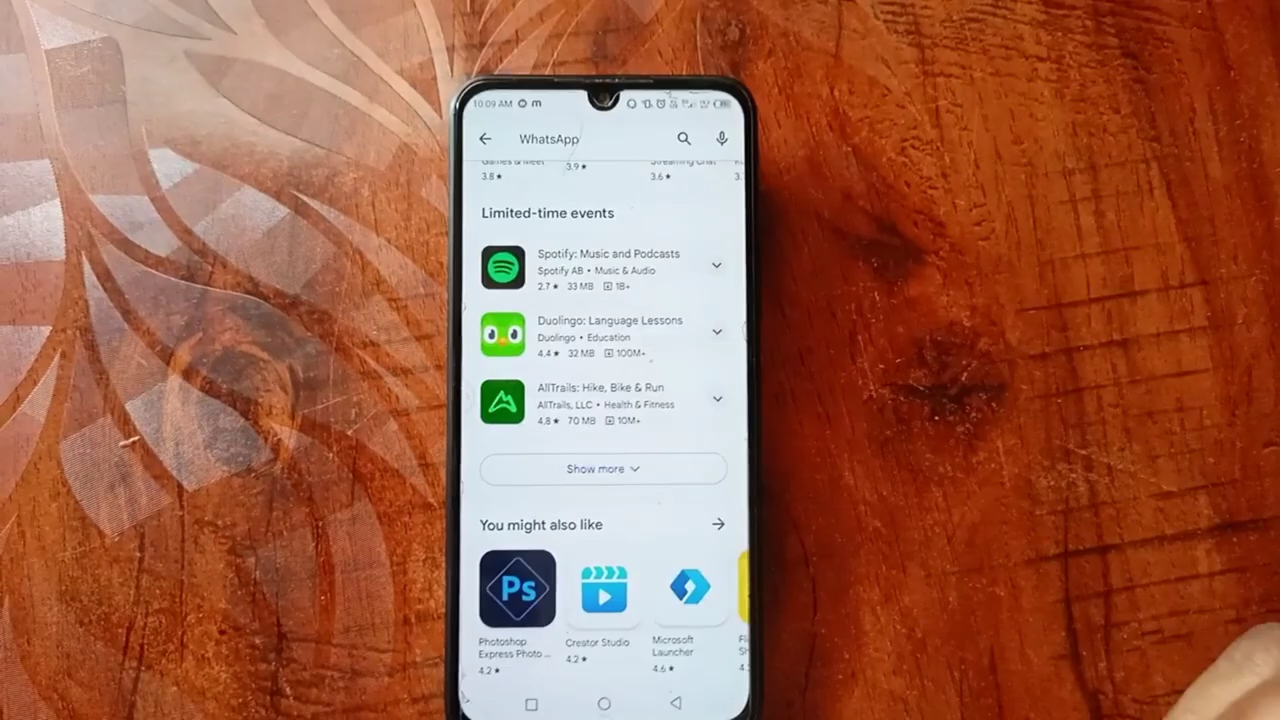 10:09 AM m
WhatsApp
Games & Meet
Streaming Chat
3.8★
3.9★
3.6★
3.
Limited-time events
Spotify: Music and Podcasts
Spotify AB • Music & Audio
2.7★ 33 MB 1B+
Duolingo: Language Lessons
Duolingo • Education
4.4★ 32 MB 100M+
AllTrails: Hike, Bike & Run
AllTrails, LLC • Health & Fitness
4.8★ 70 MB 10M+
Show more
You might also like
Ps
Photoshop
Express Photo ...
4.2★
Creator Studio
4.2★
Microsoft
Launcher
4.6★
4.